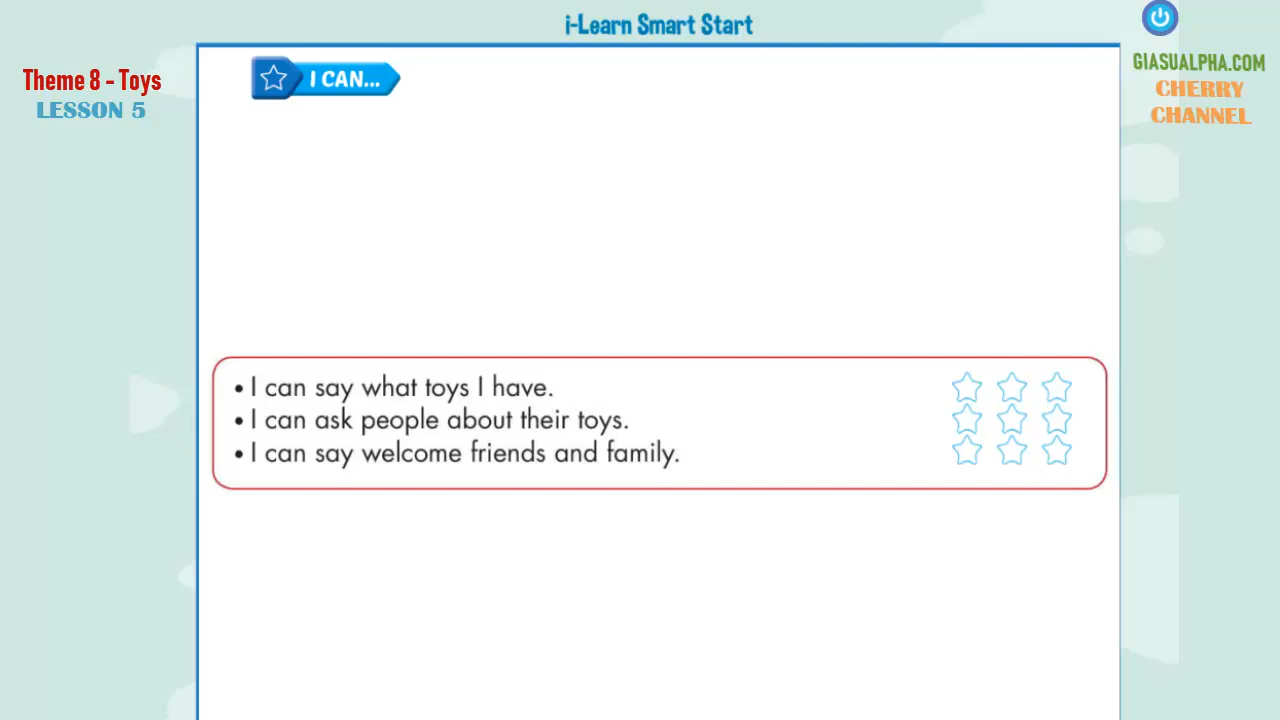 i-Learn Smart Start
Theme 8 - Toys
LESSON 5
GIASUALPHA.COM
CHERRY
CHANNEL
I CAN...
• I can say what toys I have.
• I can ask people about their toys.
• I can say welcome friends and family.